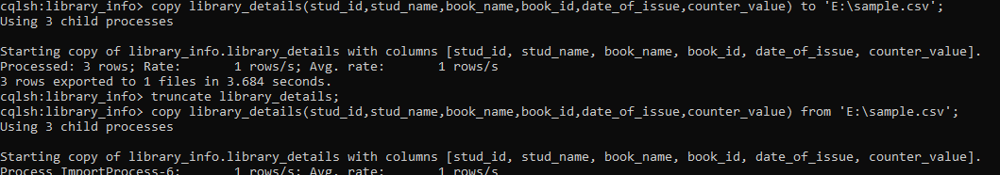 cqlsh:library_info> copy library_details(stud_id,stud_name,book_name,book_id,date_of_issue,counter_value) to 'E:\sample.csv';
Using 3 child processes
Starting copy of library_info.library_details with columns [stud_id, stud_name, book_name, book_id, date_of_issue, counter_value].
Processed: 3 rows; Rate: 1 rows/s; Avg. rate: 1 rows/s
3 rows exported to 1 files in 3.684 seconds.
cqlsh:library_info> truncate library_details;
cqlsh:library_info> copy library_details(stud_id,stud_name,book_name,book_id,date_of_issue,counter_value) from 'E:\sample.csv';
Using 3 child processes
Starting copy of library_info.library_details with columns [stud_id, stud_name, book_name, book_id, date_of_issue, counter_value].
Process ImportProcess-6: 1 rows/s; Avg. rate: 1 rows/s